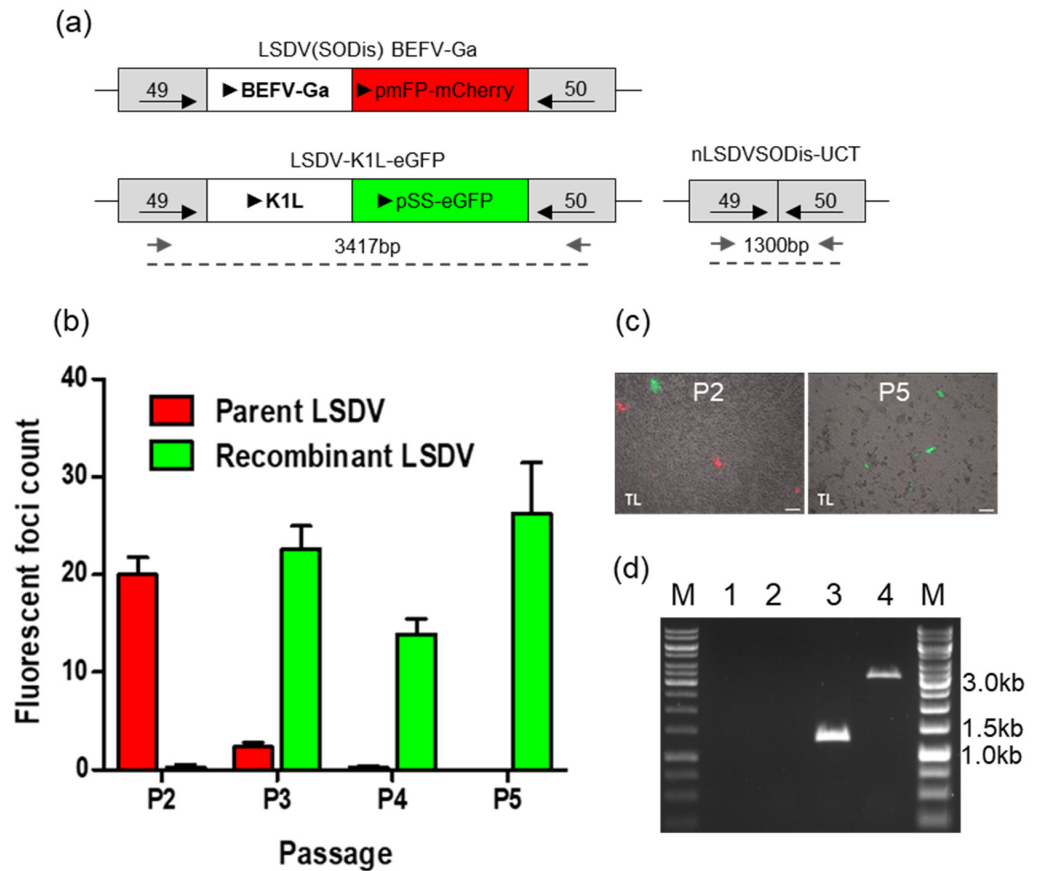 (a)
LSDV(SODis) BEFV-Ga
49 ►BEFV-Ga ►pmFP-mCherry 50
LSDV-K1L-eGFP
49 ►K1L ►pSS-eGFP 50
3417bp
nLSDVSODis-UCT
49 50
1300bp
(b)
Fluorescent foci count
40
30
20
10
0
Parent LSDV
Recombinant LSDV
P2 P3 P4 P5
Passage
(c)
P2
TL
P5
TL
(d)
M 1 2 3 4 M
3.0kb
1.5kb
1.0kb